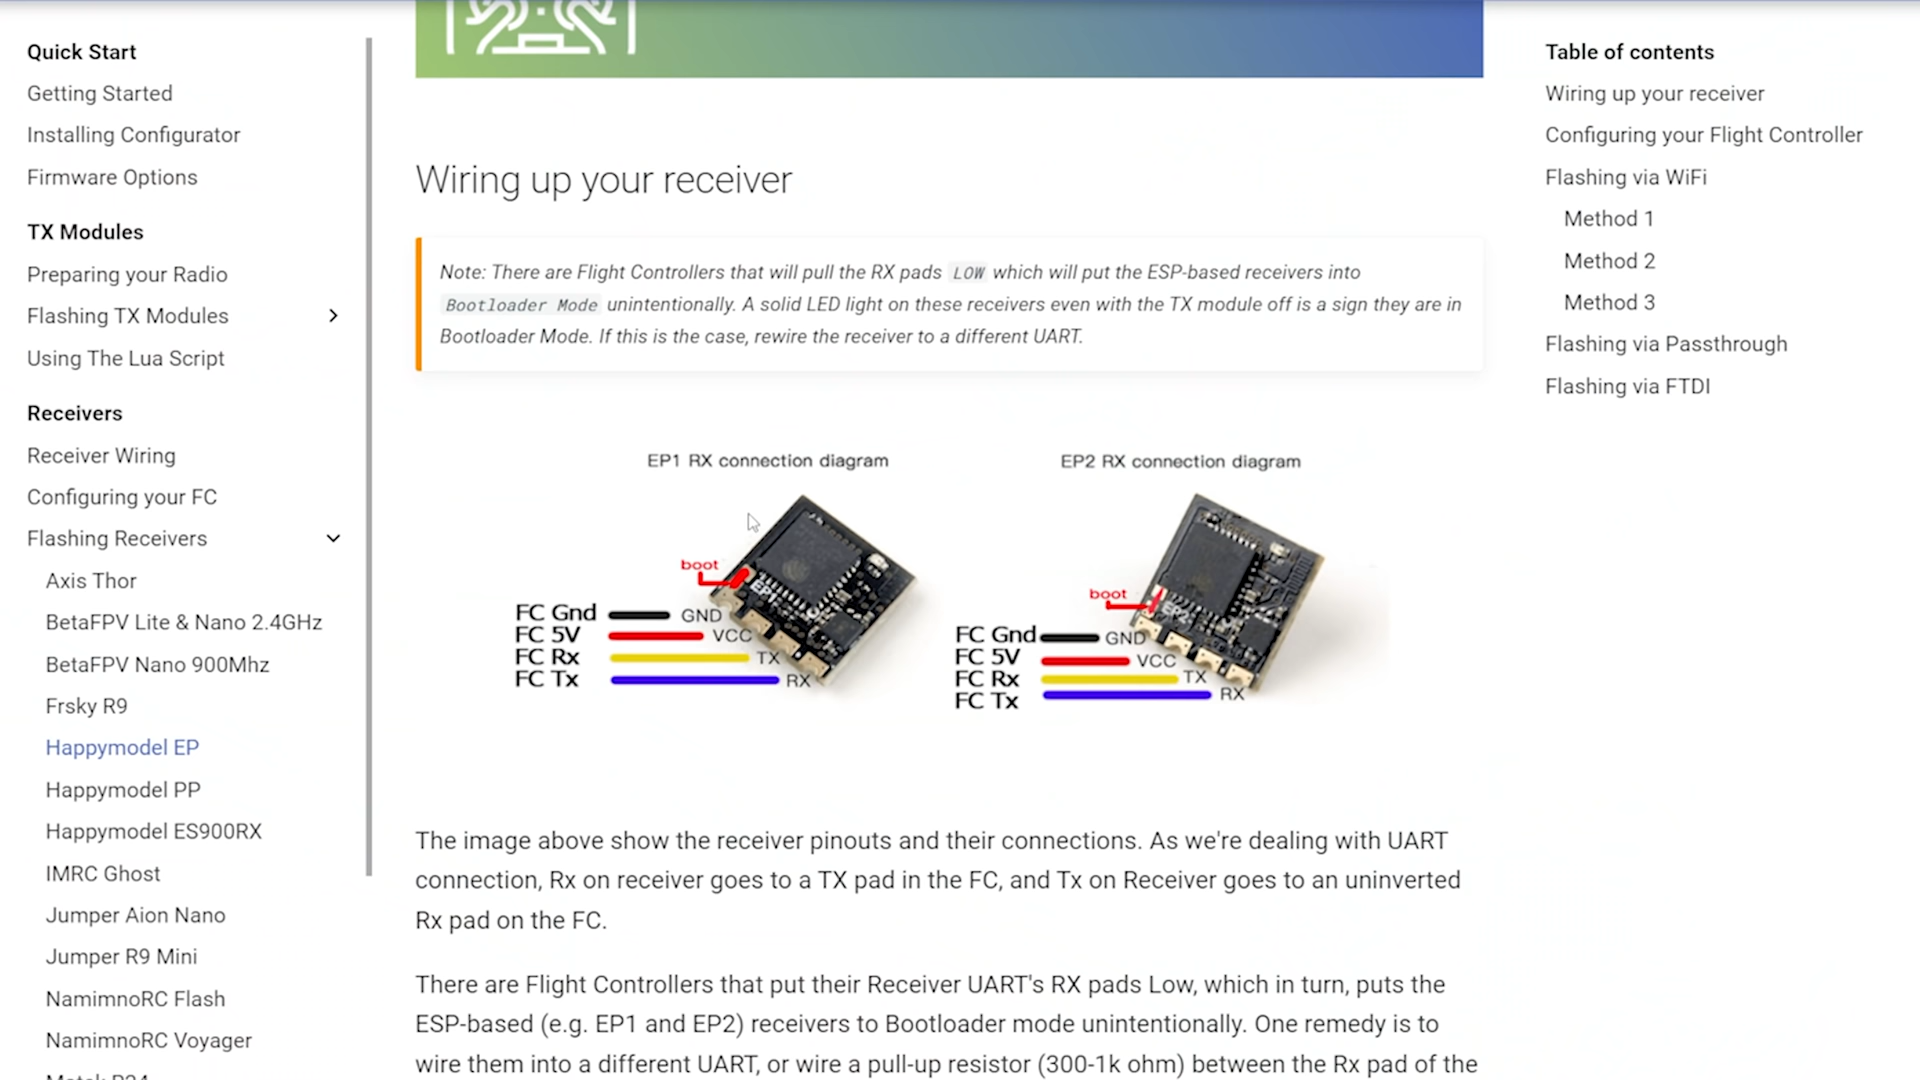 Quick Start
Getting Started
Installing Configurator
Firmware Options
TX Modules
Preparing your Radio
Flashing TX Modules
Using The Lua Script
Receivers
Receiver Wiring
Configuring your FC
Flashing Receivers
Axis Thor
BetaFPV Lite & Nano 2.4GHz
BetaFPV Nano 900Mhz
Frsky R9
Happymodel EP
Happymodel PP
Happymodel ES900RX
IMRC Ghost
Jumper Aion Nano
Jumper R9 Mini
NamimnoRC Flash
NamimnoRC Voyager
Wiring up your receiver
Note: There are Flight Controllers that will pull the RX pads LOW which will put the ESP-based receivers into
Bootloader Mode unintentionally. A solid LED light on these receivers even with the TX module off is a sign they are in
Bootloader Mode. If this is the case, rewire the receiver to a different UART.
EP1 RX connection diagram
boot
EP1
FC Gnd GND
FC 5V VCC
FC Rx TX
FC Tx RX
EP2 RX connection diagram
boot
EP2
FC Gnd GND
FC 5V VCC
FC Rx TX
FC Tx RX
The image above show the receiver pinouts and their connections. As we're dealing with UART
connection, Rx on receiver goes to a TX pad in the FC, and Tx on Receiver goes to an uninverted
Rx pad on the FC.
There are Flight Controllers that put their Receiver UART's RX pads Low, which in turn, puts the
ESP-based (e.g. EP1 and EP2) receivers to Bootloader mode unintentionally. One remedy is to
wire them into a different UART, or wire a pull-up resistor (300-1k ohm) between the Rx pad of the
Table of contents
Wiring up your receiver
Configuring your Flight Controller
Flashing via WiFi
Method 1
Method 2
Method 3
Flashing via Passthrough
Flashing via FTDI